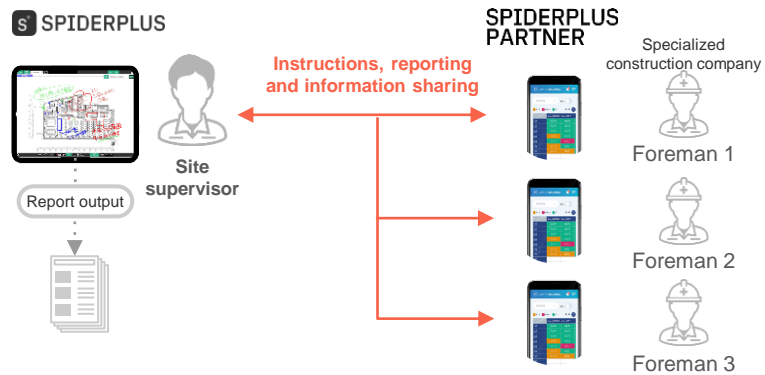 S+ SPIDERPLUS
SPIDERPLUS
PARTNER
Specialized
construction company
Instructions, reporting
and information sharing
Site
supervisor
Report output
Foreman 1
Foreman 2
Foreman 3